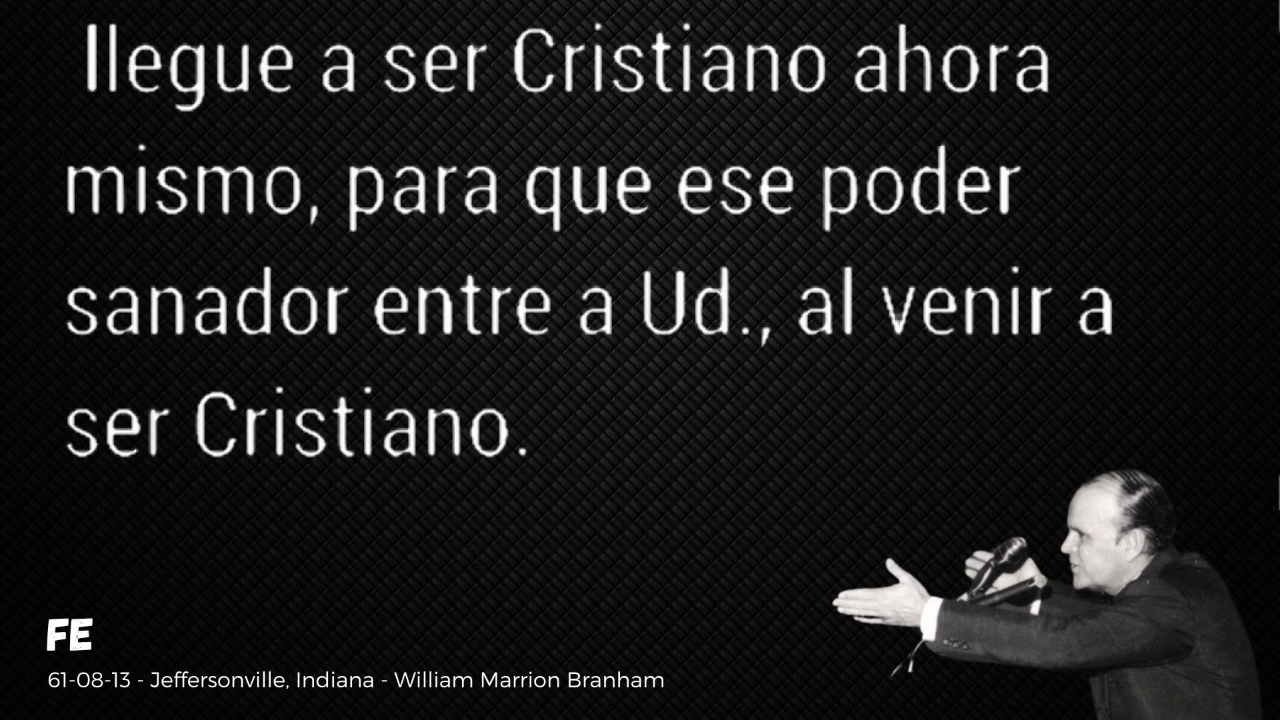 llegue a ser Cristiano ahora
mismo, para que ese poder
sanador entre a Ud., al venir a
ser Cristiano.
FE
61-08-13 - Jeffersonville, Indiana - William Marrion Branham